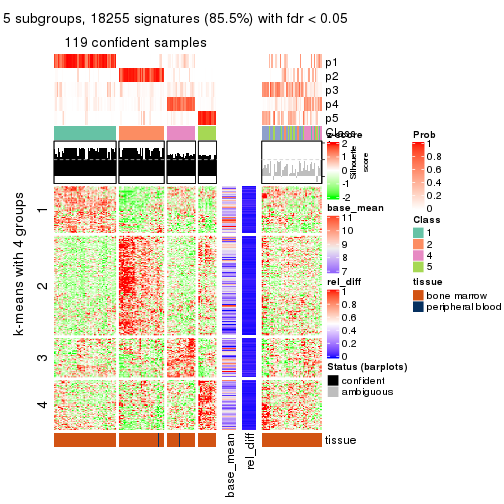 5 subgroups, 18255 signatures (85.5%) with fdr < 0.05
119 confident samples
p1
p2
p3
p4
p5
Class
Silhouette
score
k-means with 4 groups
1
2
3
4
base_mean
rel_diff
tissue
z-score
2
1
0
-1
-2
base_mean
11
10
9
8
7
rel_diff
1
0.8
0.6
0.4
0.2
0
Status (barplots)
confident
ambiguous
Prob
1
0.8
0.6
0.4
0.2
0
Class
1
2
4
5
tissue
bone marrow
peripheral blood